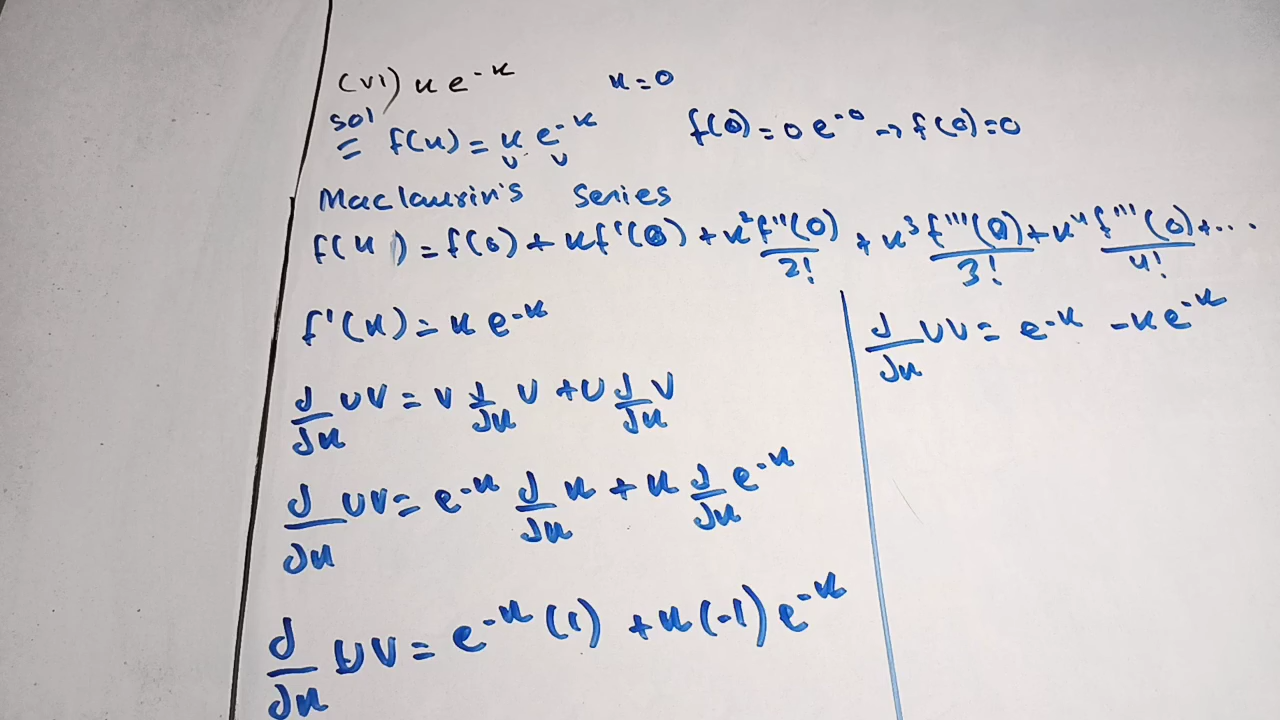 (vi) x e^-x        x=0
sol
= f(x) = x e^-x        f(0) = 0 e^-0 → f(0) = 0
U V
Maclaurin's Series
f(x) = f(0) + x f'(0) + x² f''(0)/2! + x³ f'''(0)/3! + x⁴ f''''(0)/4! + ...
f'(x) = x e^-x
d/dx UV = V d/dx U + U d/dx V
d/dx UV = e^-x d/dx x + x d/dx e^-x
d/dx UV = e^-x (1) + x(-1) e^-x
d/dx UV = e^-x - x e^-x